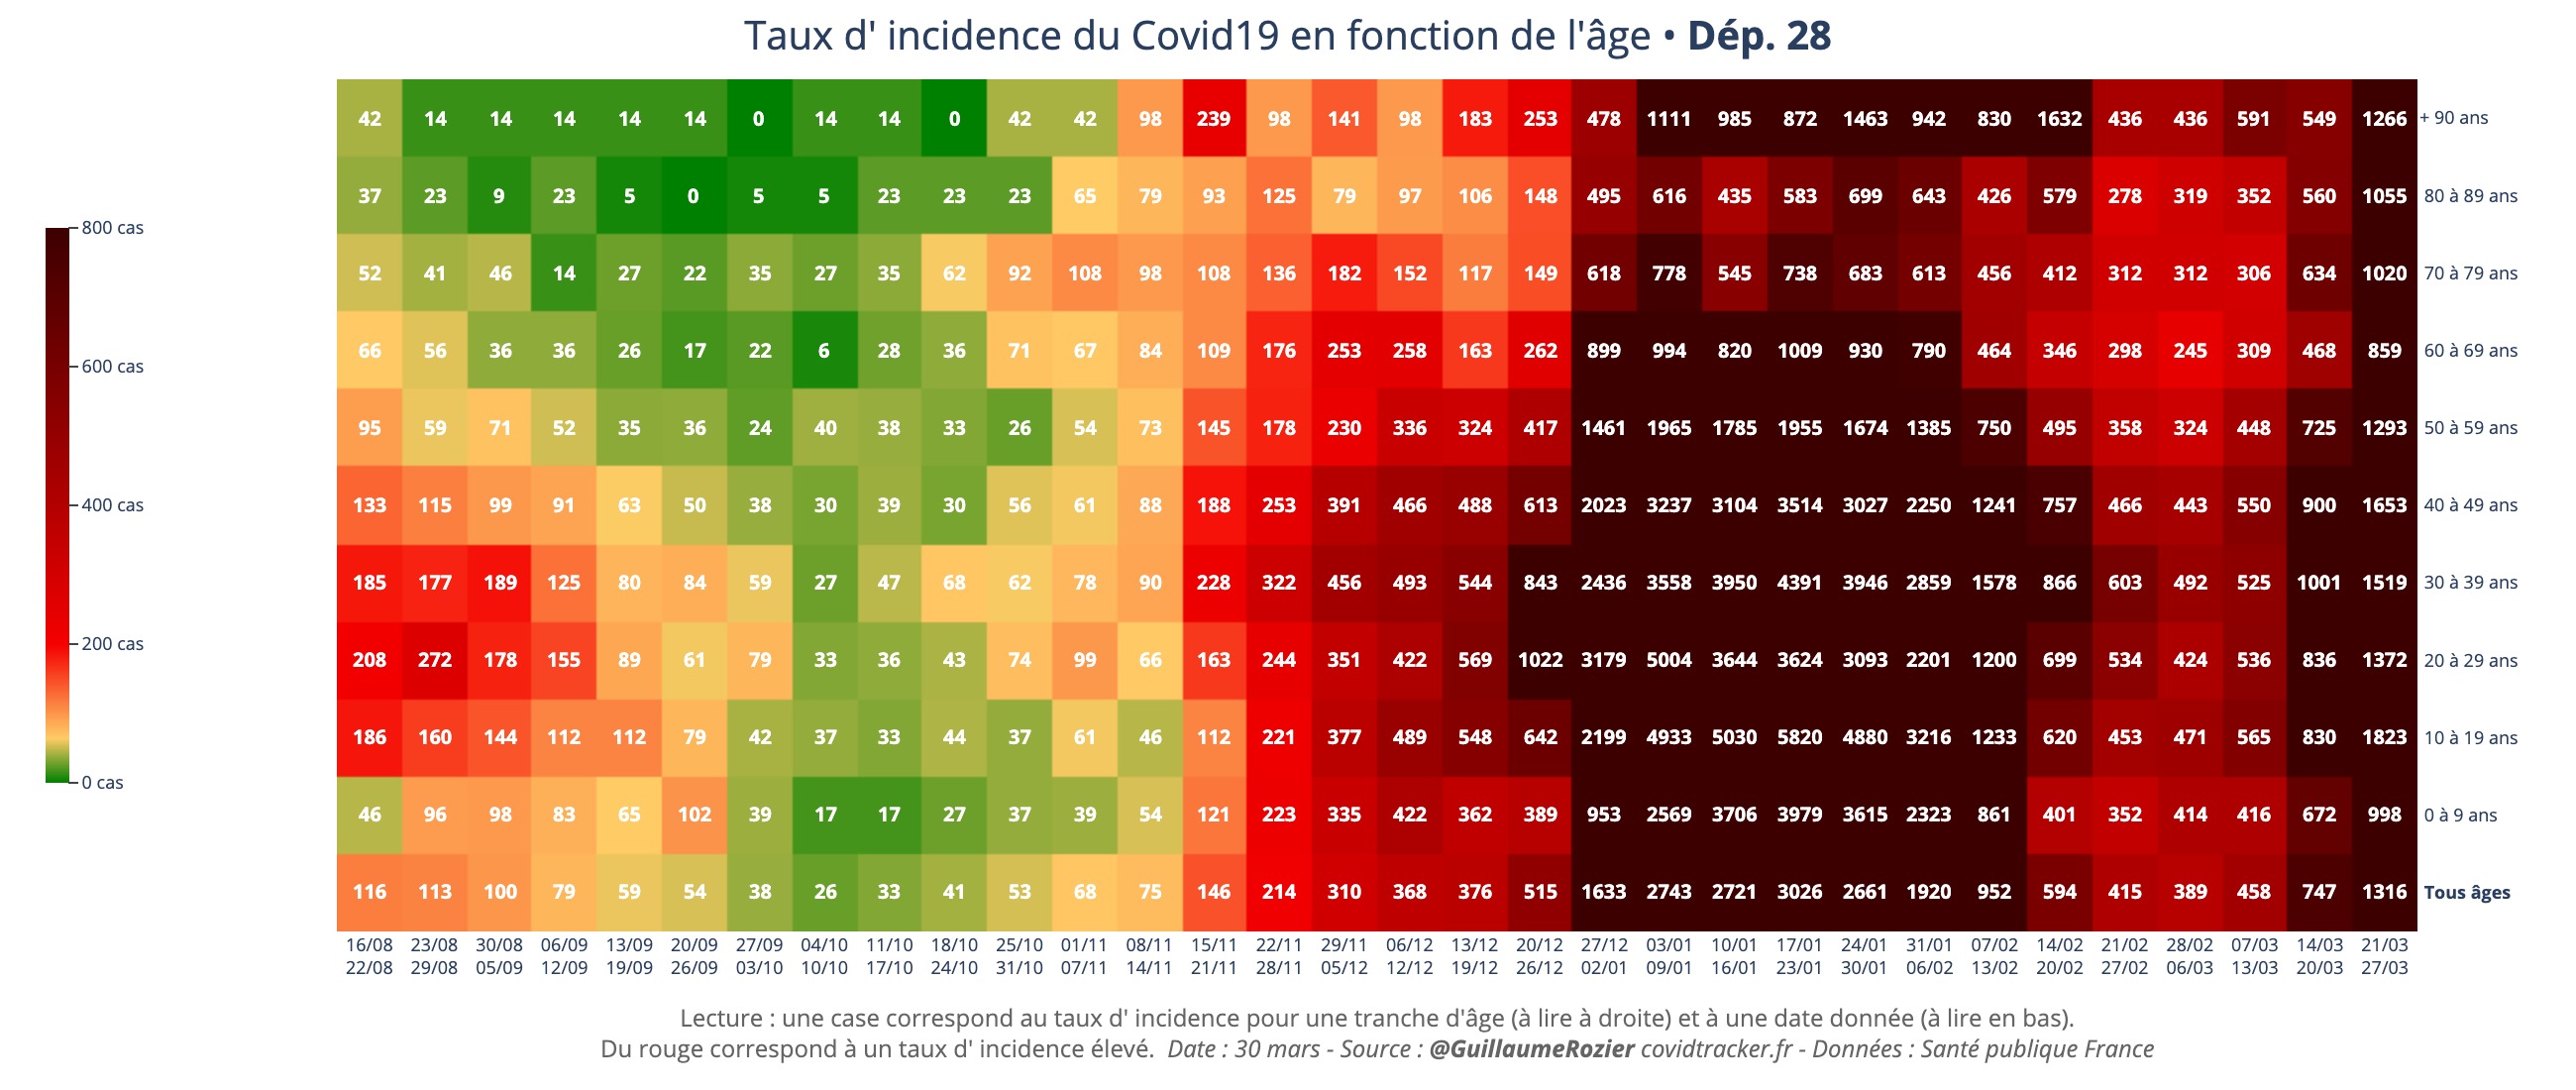 Taux d' incidence du Covid19 en fonction de l'âge • Dép. 28
800 cas
600 cas
400 cas
200 cas
0 cas
42 14 14 14 14 14 0 14 14 0 42 42 98 239 98 141 98 183 253 478 1111 985 872 1463 942 830 1632 436 436 591 549 1266 + 90 ans
37 23 9 23 5 0 5 5 23 23 23 65 79 93 125 79 97 106 148 495 616 435 583 699 643 426 579 278 319 352 560 1055 80 à 89 ans
52 41 46 14 27 22 35 27 35 62 92 108 98 108 136 182 152 117 149 618 778 545 738 683 613 456 412 312 312 306 634 1020 70 à 79 ans
66 56 36 36 26 17 22 6 28 36 71 67 84 109 176 253 258 163 262 899 994 820 1009 930 790 464 346 298 245 309 468 859 60 à 69 ans
95 59 71 52 35 36 24 40 38 33 26 54 73 145 178 230 336 324 417 1461 1965 1785 1955 1674 1385 750 495 358 324 448 725 1293 50 à 59 ans
133 115 99 91 63 50 38 30 39 30 56 61 88 188 253 391 466 488 613 2023 3237 3104 3514 3027 2250 1241 757 466 443 550 900 1653 40 à 49 ans
185 177 189 125 80 84 59 27 47 68 62 78 90 228 322 456 493 544 843 2436 3558 3950 4391 3946 2859 1578 866 603 492 525 1001 1519 30 à 39 ans
208 272 178 155 89 61 79 33 36 43 74 99 66 163 244 351 422 569 1022 3179 5004 3644 3624 3093 2201 1200 699 534 424 536 836 1372 20 à 29 ans
186 160 144 112 112 79 42 37 33 44 37 61 46 112 221 377 489 548 642 2199 4933 5030 5820 4880 3216 1233 620 453 471 565 830 1823 10 à 19 ans
46 96 98 83 65 102 39 17 17 27 37 39 54 121 223 335 422 362 389 953 2569 3706 3979 3615 2323 861 401 352 414 416 672 998 0 à 9 ans
116 113 100 79 59 54 38 26 33 41 53 68 75 146 214 310 368 376 515 1633 2743 2721 3026 2661 1920 952 594 415 389 458 747 1316 Tous âges
16/08 23/08 30/08 06/09 13/09 20/09 27/09 04/10 11/10 18/10 25/10 01/11 08/11 15/11 22/11 29/11 06/12 13/12 20/12 27/12 03/01 10/01 17/01 24/01 31/01 07/02 14/02 21/02 28/02 07/03 14/03 21/03
22/08 29/08 05/09 12/09 19/09 26/09 03/10 10/10 17/10 24/10 31/10 07/11 14/11 21/11 28/11 05/12 12/12 19/12 26/12 02/01 09/01 16/01 23/01 30/01 06/02 13/02 20/02 27/02 06/03 13/03 20/03 27/03
Lecture : une case correspond au taux d' incidence pour une tranche d'âge (à lire à droite) et à une date donnée (à lire en bas).
Du rouge correspond à un taux d' incidence élevé. Date : 30 mars - Source : @GuillaumeRozier covidtracker.fr - Données : Santé publique France